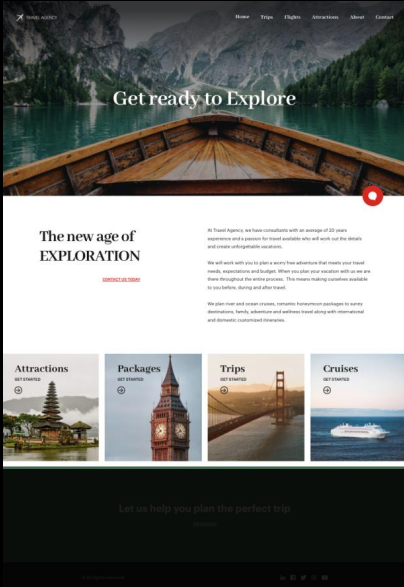 TRAVEL AGENCY
Home Trips Flights Attractions About Contact
Get ready to Explore
The new age of
EXPLORATION
CONTACT US TODAY
At Travel Agency, we have consultants with an average of 20 years
experience and a passion for travel available who will work out the details
and create unforgettable vacations.
We will work with you to plan a worry free adventure that meets your travel
needs, expectations and budget. When you plan your vacation with us we are
there throughout the entire process. This means making ourselves available
to you before, during and after travel.
We plan river and ocean cruises, romantic honeymoon packages to sunny
destinations, family, adventure and wellness travel along with international
and domestic customized itineraries.
Attractions Packages Trips Cruises
GET STARTED GET STARTED GET STARTED GET STARTED
Let us help you plan the perfect trip